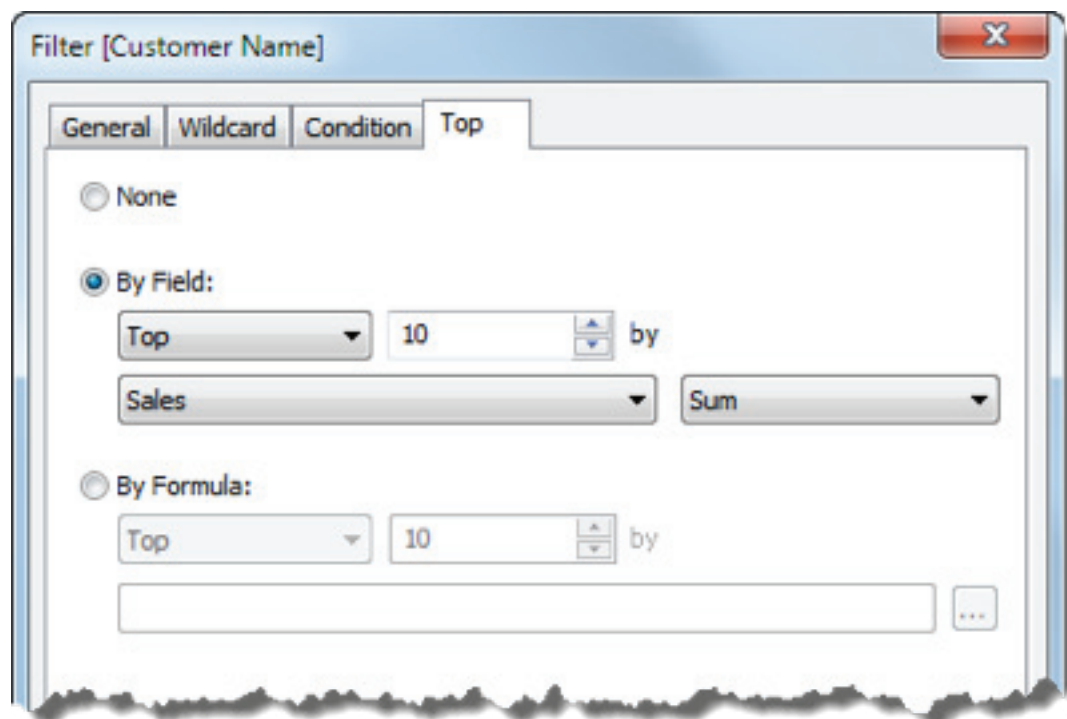 Filter [Customer Name]
General Wildcard Condition Top
None
By Field:
Top 10 by
Sales Sum
By Formula:
Top 10 by
...